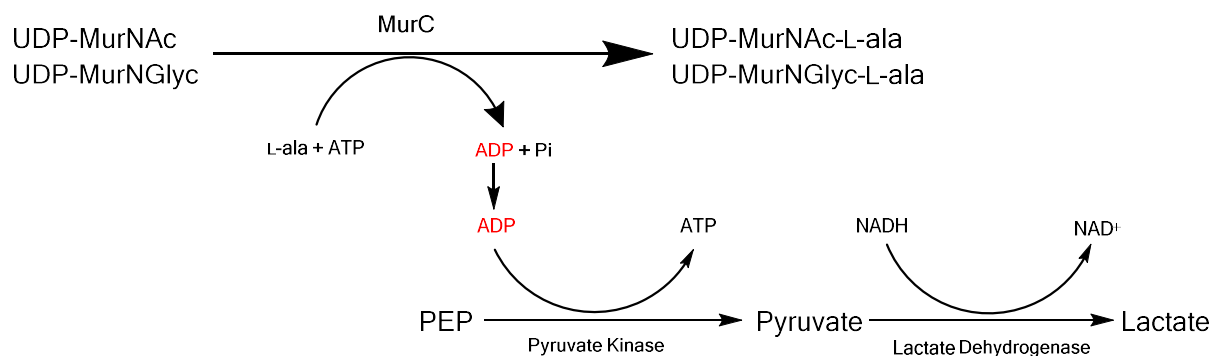 MurC
UDP-MurNAc
UDP-MurNGlyc
UDP-MurNAc-L-ala
UDP-MurNGlyc-L-ala
L-ala + ATP
ADP + Pi
ADP
ATP
NADH
NAD+
PEP
Pyruvate
Lactate
Pyruvate Kinase
Lactate Dehydrogenase